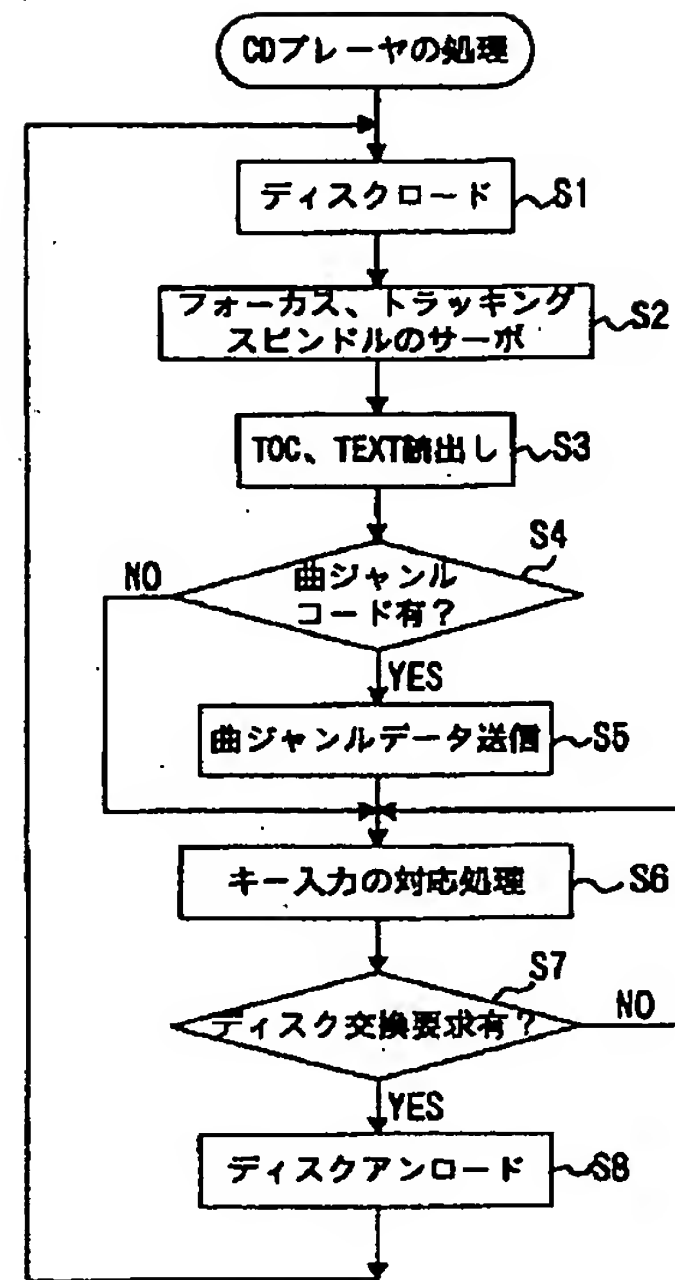 CDプレーヤの処理
ディスクロード
S1
フォーカス、トラッキング
スピンドルのサーボ
S2
TOC、TEXT読出し
S3
S4
NO
曲ジャンル
コード有？
YES
曲ジャンルデータ送信
S5
キー入力の対応処理
S6
S7
ディスク交換要求有？
NO
YES
ディスクアンロード
S8